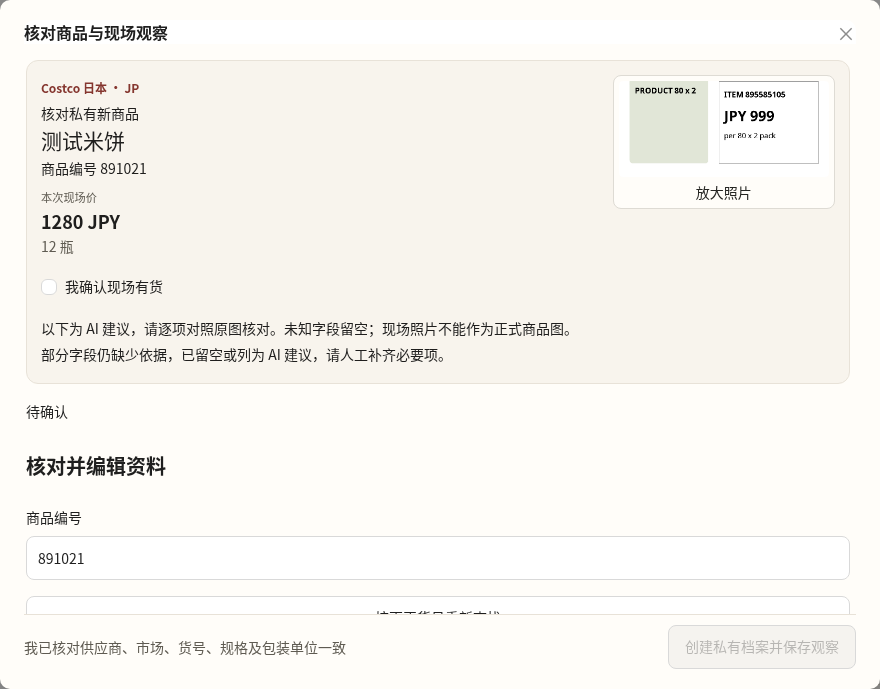 核对商品与现场观察
Costco 日本 · JP
核对私有新商品
测试米饼
商品编号 891021
本次现场价
1280 JPY
12 瓶
我确认现场有货
以下为 AI 建议，请逐项对照原图核对。未知字段留空；现场照片不能作为正式商品图。
部分字段仍缺少依据，已留空或列为 AI 建议，请人工补齐必要项。
PRODUCT 80 x 2
ITEM 895585105
JPY 999
per 80 x 2 pack
放大照片
待确认
核对并编辑资料
商品编号
891021
我已核对供应商、市场、货号、规格及包装单位一致
创建私有档案并保存观察